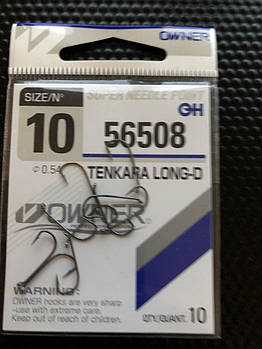 OWNER
SIZE/N°
SUPER NEEDLE POINT
10
GH
56508
Φ0.54
TENKARA LONG-D
OWNER
WARNING:
OWNER hooks are very sharp
-use with extreme care.
Keep out of reach of children.
QTY/QUANT. 10